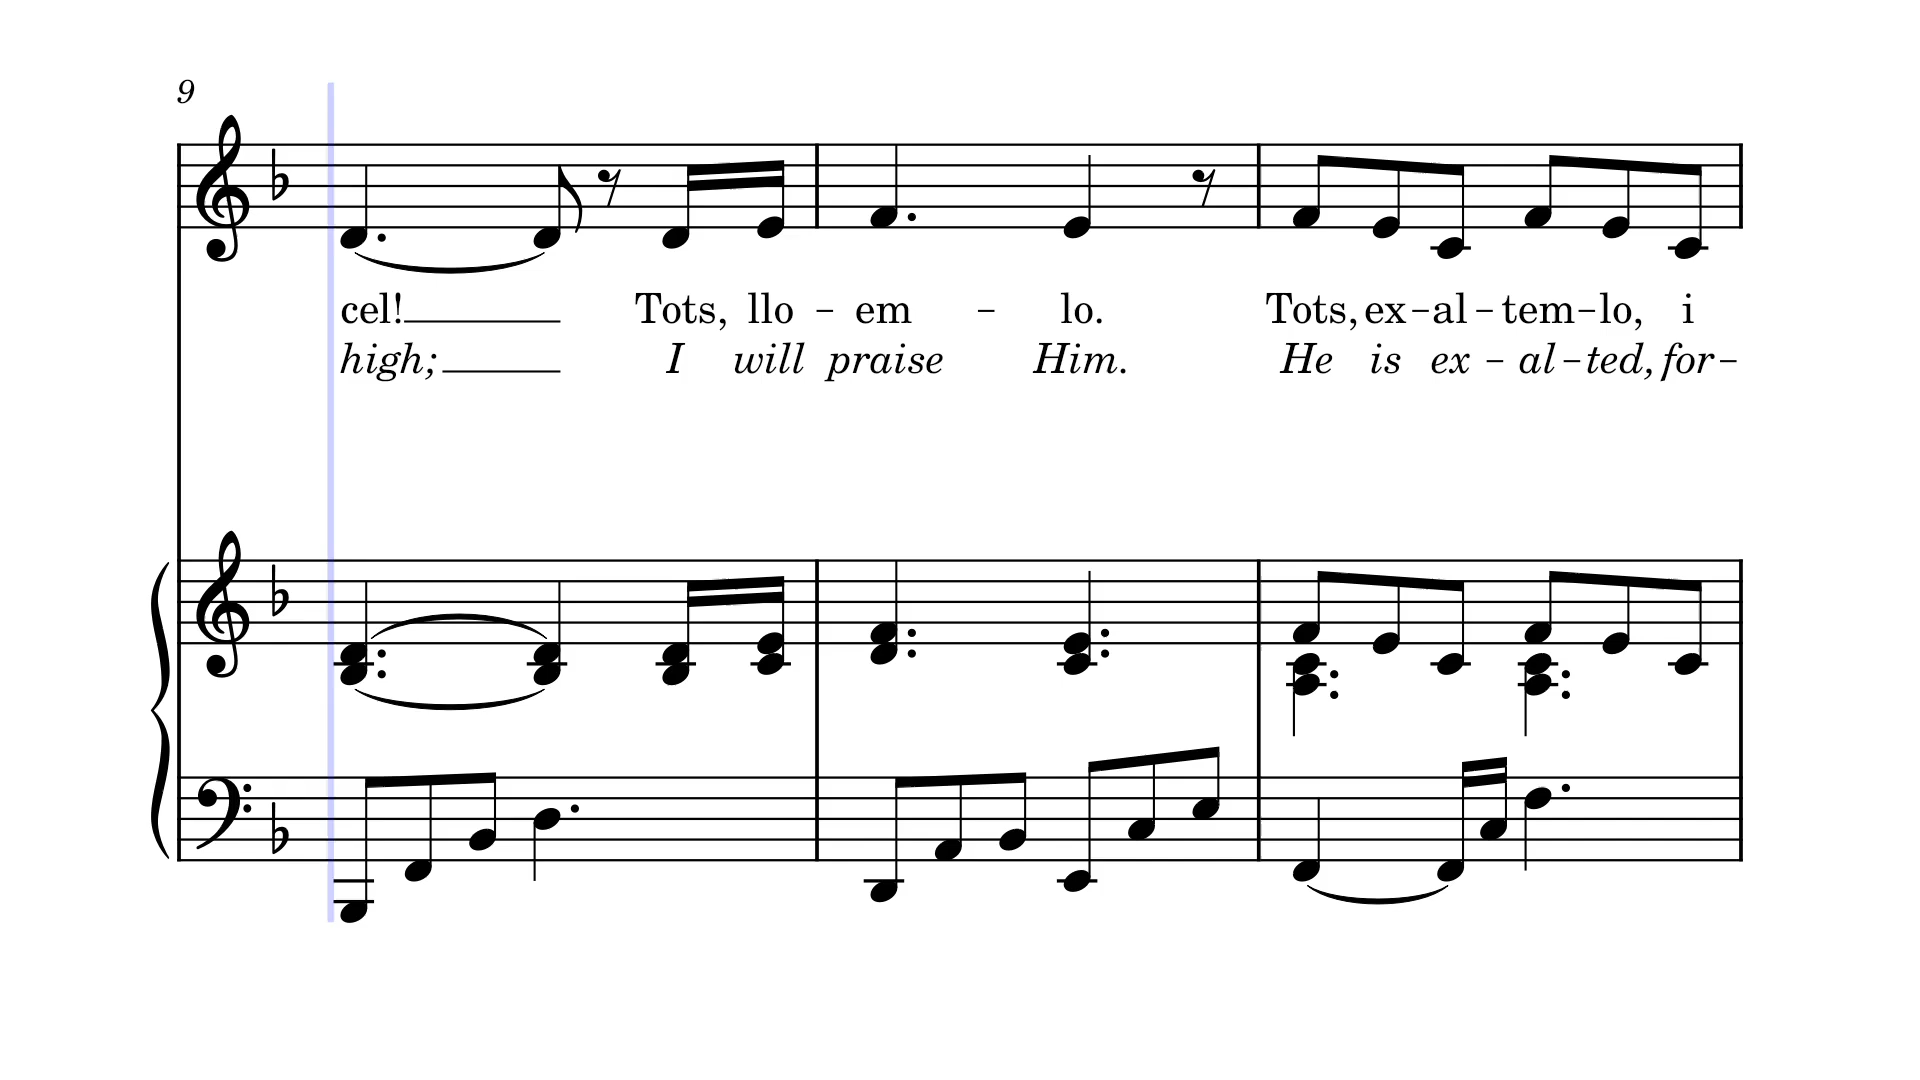 9
cel! Tots, llo - em - lo. Tots, ex - al - tem - lo, i
high; I will praise Him. He is ex - al - ted, for -